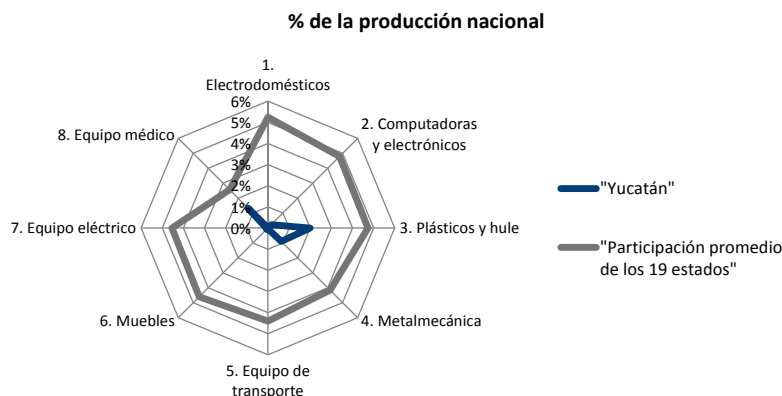 % de la producción nacional
1.
Electrodomésticos
6%
5%
4%
3%
2%
1%
0%
2. Computadoras
y electrónicos
3. Plásticos y hule
4. Metalmecánica
5. Equipo de
transporte
6. Muebles
7. Equipo eléctrico
8. Equipo médico
"Yucatán"
"Participación promedio
de los 19 estados"